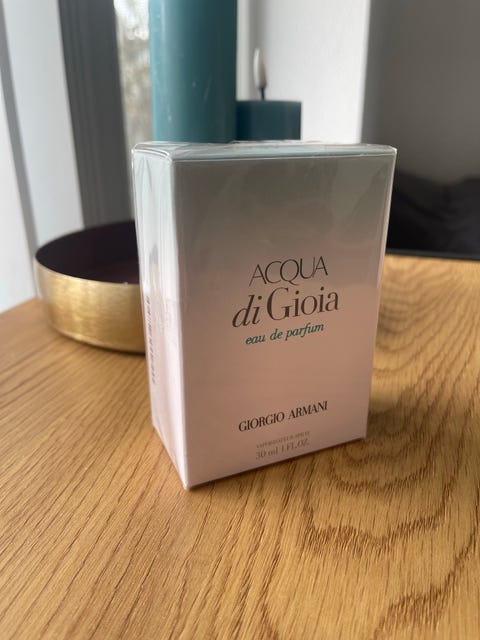 ACQUA
di Gioia
eau de parfum
GIORGIO ARMANI
VAPORISATEUR SPRAY
30 ml 1 FL.OZ.